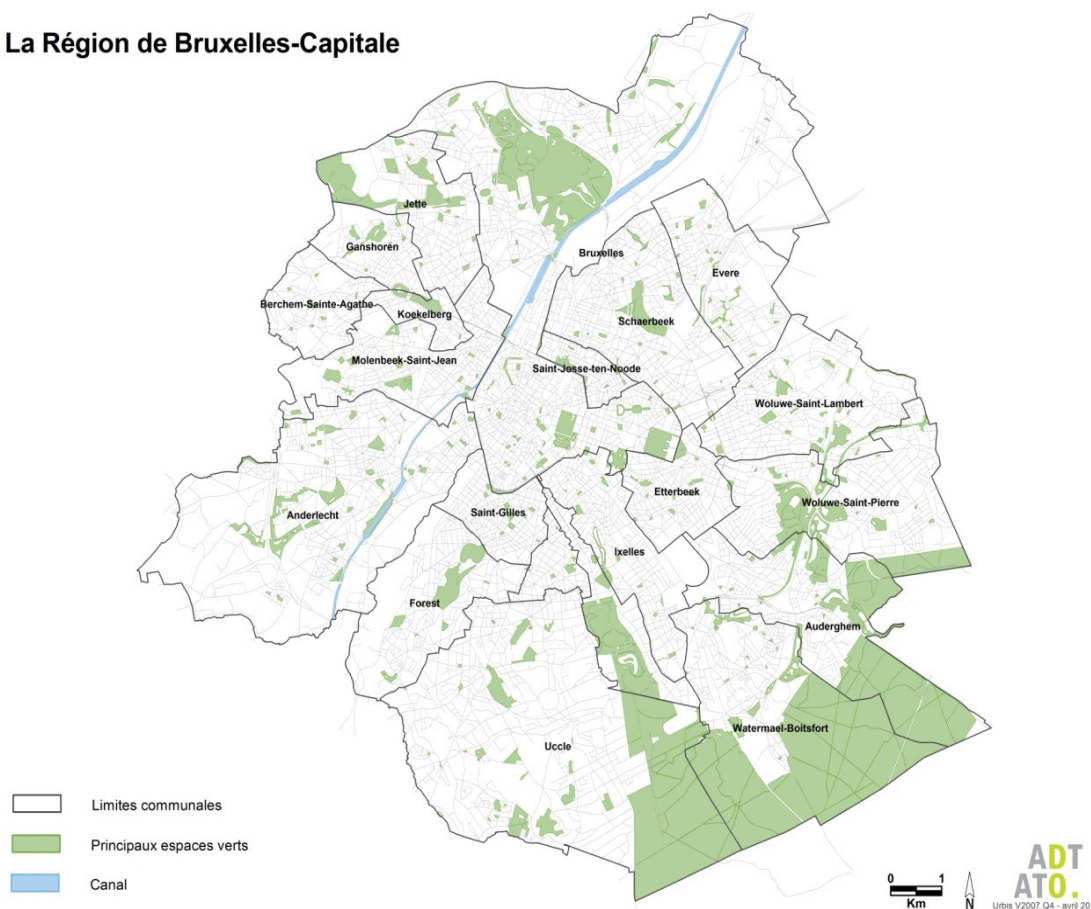 La Région de Bruxelles-Capitale
Jette
Ganshoren
Bruxelles
Evere
Berchem-Sainte-Agathe
Koekelberg
Schaerbeek
Molenbeek-Saint-Jean
Saint-Josse-ten-Noode
Woluwe-Saint-Lambert
Etterbeek
Woluwe-Saint-Pierre
Anderlecht
Saint-Gilles
Ixelles
Forest
Auderghem
Watermael-Boitsfort
Uccle
Limites communales
Principaux espaces verts
Canal
0 1
Km
N
ADT
ATO.
Urbis V2007.Q4 - avril 20